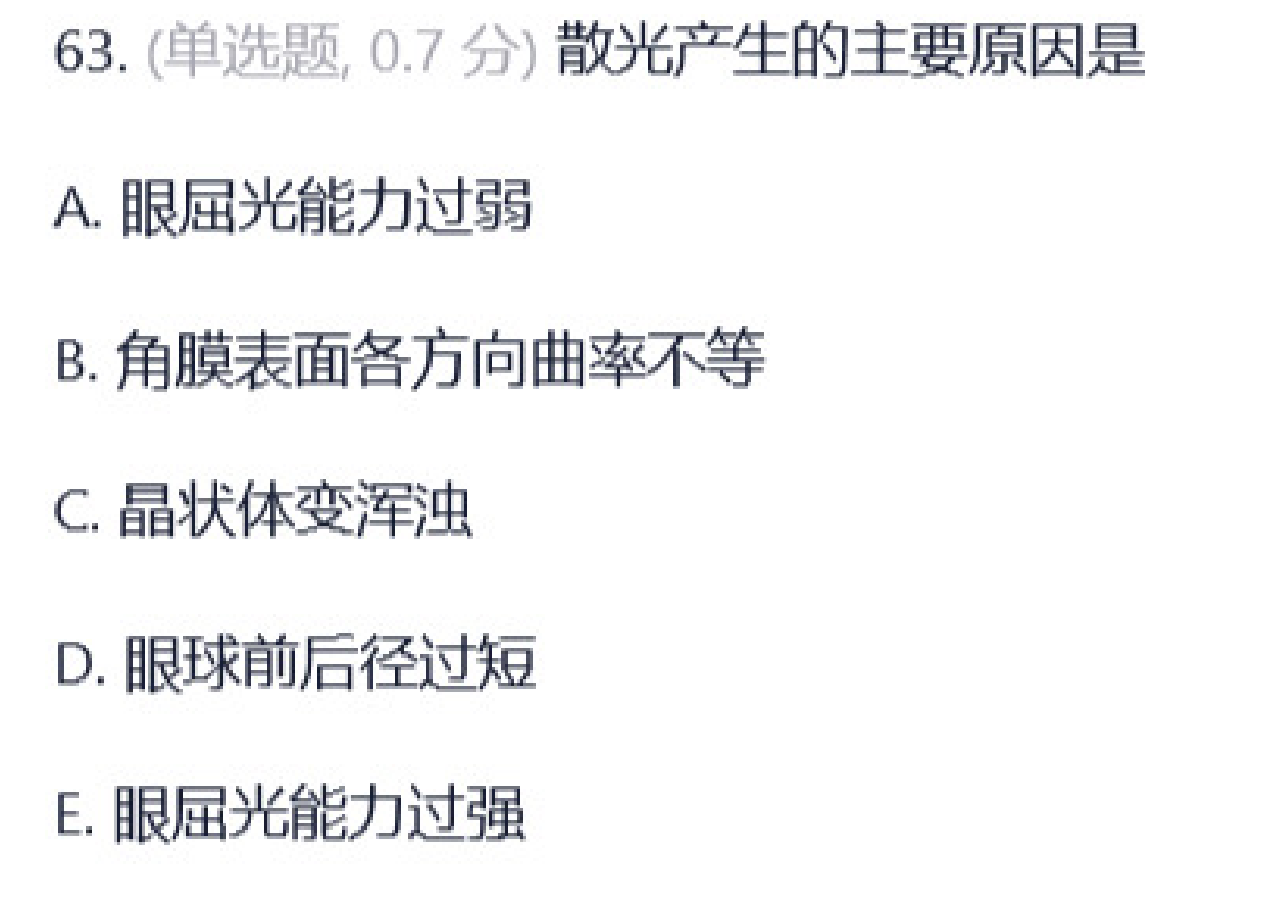 63. (单选题, 0.7 分) 散光产生的主要原因是
A. 眼屈光能力过弱
B. 角膜表面各方向曲率不等
C. 晶状体变浑浊
D. 眼球前后径过短
E. 眼屈光能力过强